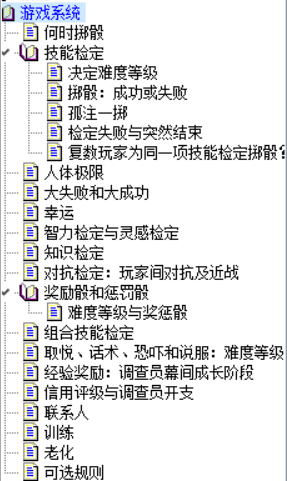 游戏系统
何时掷骰
技能检定
决定难度等级
掷骰：成功或失败
孤注一掷
检定失败与突然结束
复数玩家为同一项技能检定掷骰？
人体极限
大失败和大成功
幸运
智力检定与灵感检定
知识检定
对抗检定：玩家间对抗及近战
奖励骰和惩罚骰
难度等级与奖惩骰
组合技能检定
取悦、话术、恐吓和说服：难度等级
经验奖励：调查员幕间成长阶段
信用评级与调查员开支
联系人
训练
老化
可选规则